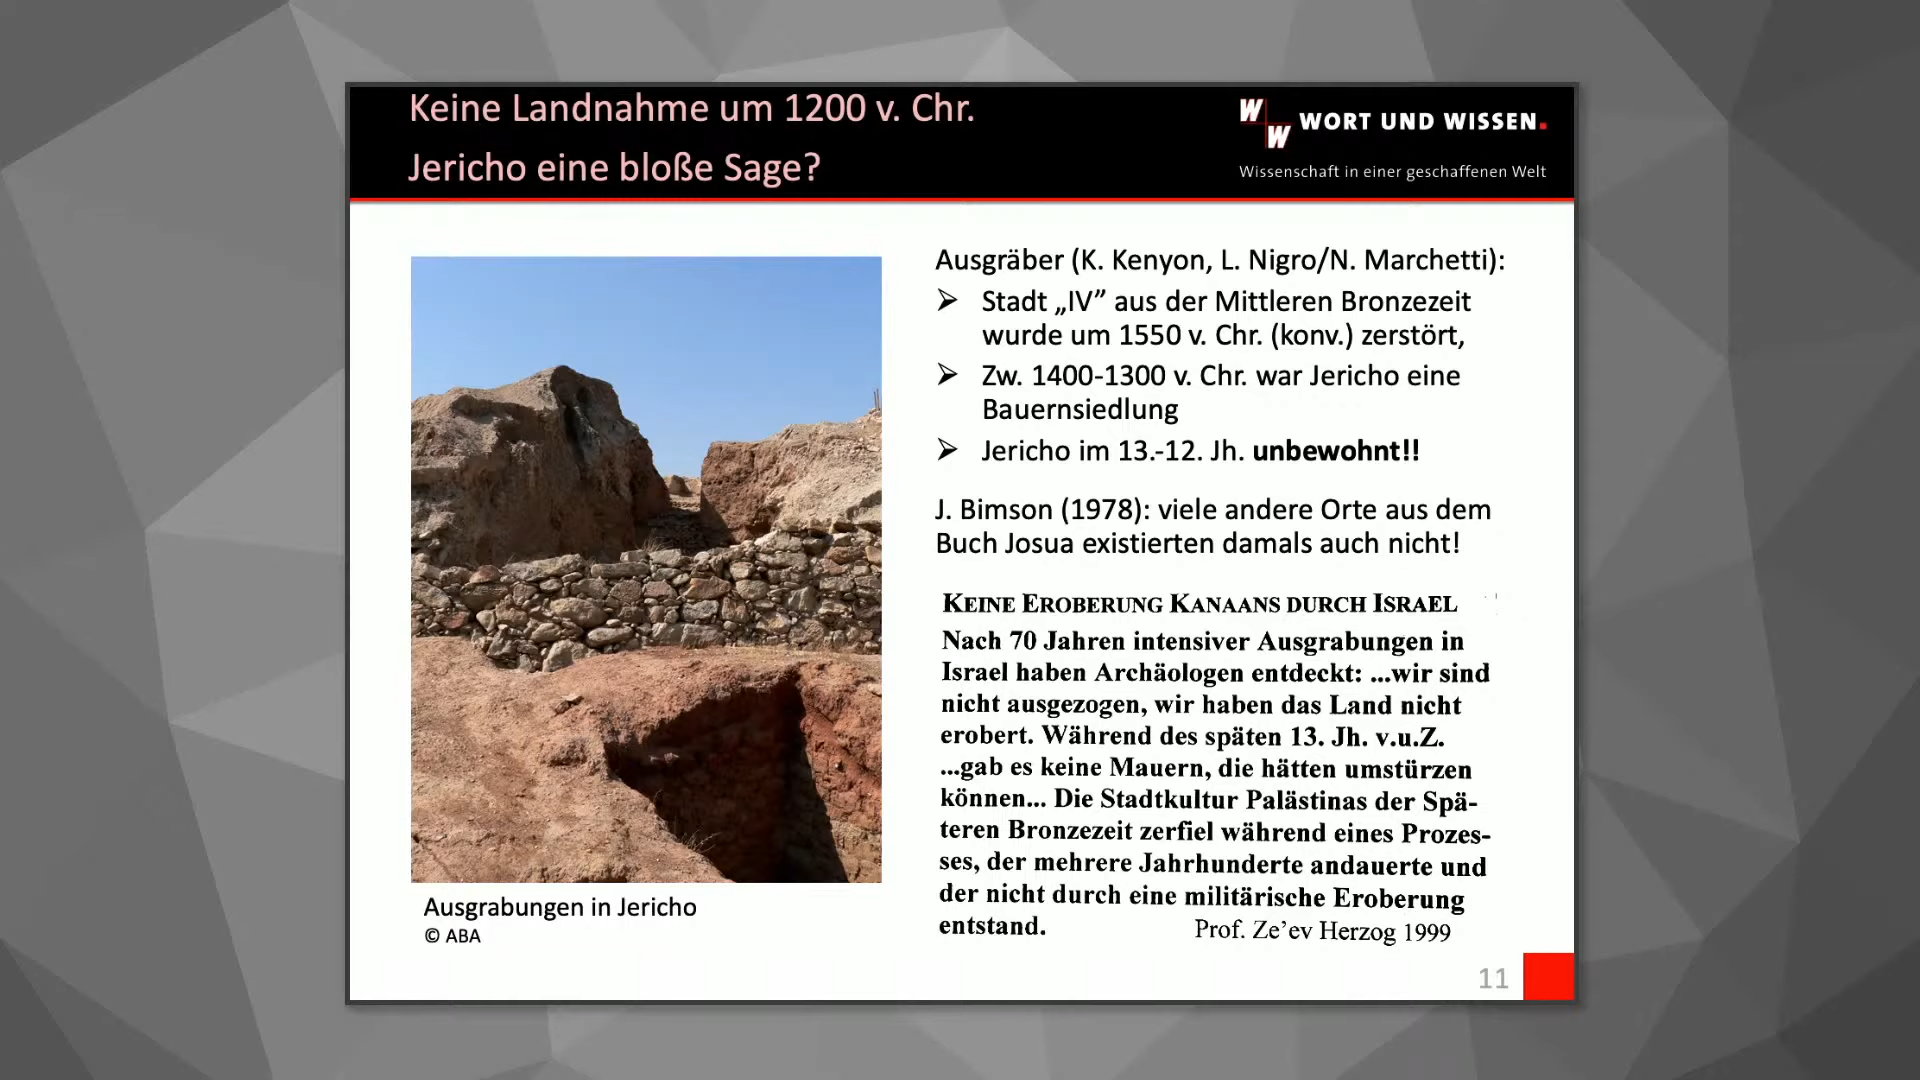 Keine Landnahme um 1200 v. Chr.
Jericho eine bloße Sage?
W
W
WORT UND WISSEN.
Wissenschaft in einer geschaffenen Welt
Ausgräber (K. Kenyon, L. Nigro/N. Marchetti):
➢ Stadt „IV” aus der Mittleren Bronzezeit
wurde um 1550 v. Chr. (konv.) zerstört,
➢ Zw. 1400-1300 v. Chr. war Jericho eine
Bauernsiedlung
➢ Jericho im 13.-12. Jh. unbewohnt!!
J. Bimson (1978): viele andere Orte aus dem
Buch Josua existierten damals auch nicht!
KEINE EROBERUNG KANAANS DURCH ISRAEL
Nach 70 Jahren intensiver Ausgrabungen in
Israel haben Archäologen entdeckt: ...wir sind
nicht ausgezogen, wir haben das Land nicht
erobert. Während des späten 13. Jh. v.u.Z.
...gab es keine Mauern, die hätten umstürzen
können... Die Stadtkultur Palästinas der Spä-
teren Bronzezeit zerfiel während eines Prozes-
ses, der mehrere Jahrhunderte andauerte und
der nicht durch eine militärische Eroberung
entstand.
Prof. Ze’ev Herzog 1999
Ausgrabungen in Jericho
© ABA
11